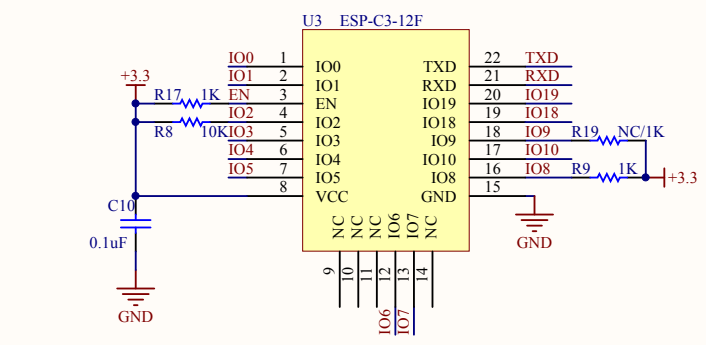 U3 ESP-C3-12F
IO0 1 IO0 TXD 22 TXD
+3.3 IO1 2 IO1 RXD 21 RXD
R17 1K EN 3 EN IO19 20 IO19
IO2 4 IO2 IO18 19 IO18
R8 10K IO3 5 IO3 IO9 18 IO9 R19 NC/1K
IO4 6 IO4 IO10 17 IO10
IO5 7 IO5 IO8 16 IO8 R9 1K +3.3
8 VCC GND 15
C10
0.1uF
GND
NC NC NC IO6 IO7 NC
9 10 11 12 13 14
IO6 IO7
GND